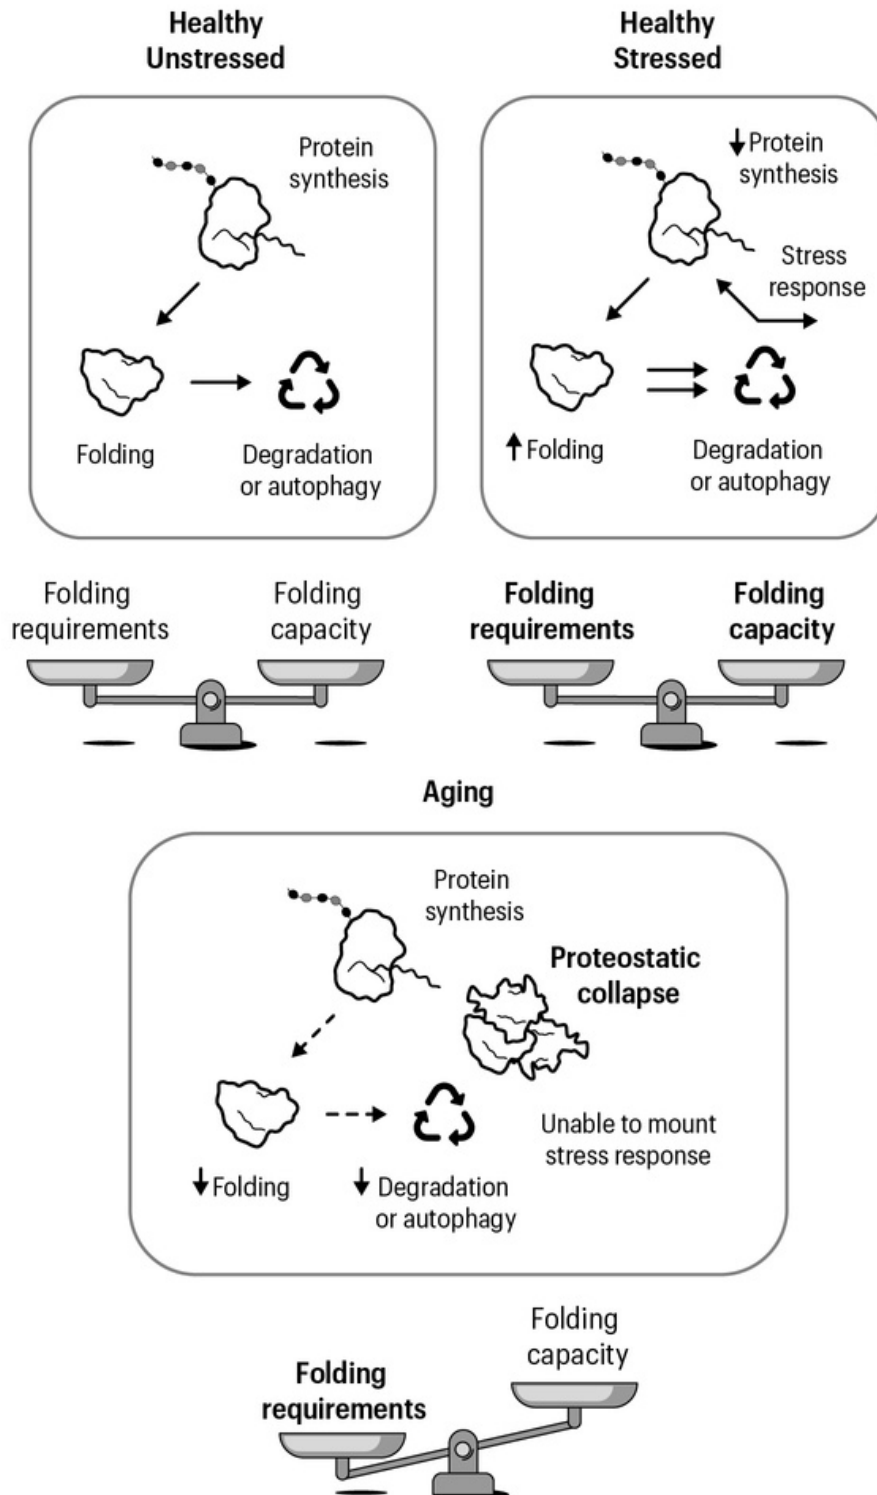 Healthy
Unstressed
Protein
synthesis
Folding
Degradation
or autophagy
Folding
requirements
Folding
capacity
Healthy
Stressed
↓Protein
synthesis
Stress
response
↑Folding
Degradation
or autophagy
Folding
requirements
Folding
capacity
Aging
Protein
synthesis
Proteostatic
collapse
Unable to mount
stress response
↓Folding
↓Degradation
or autophagy
Folding
requirements
Folding
capacity